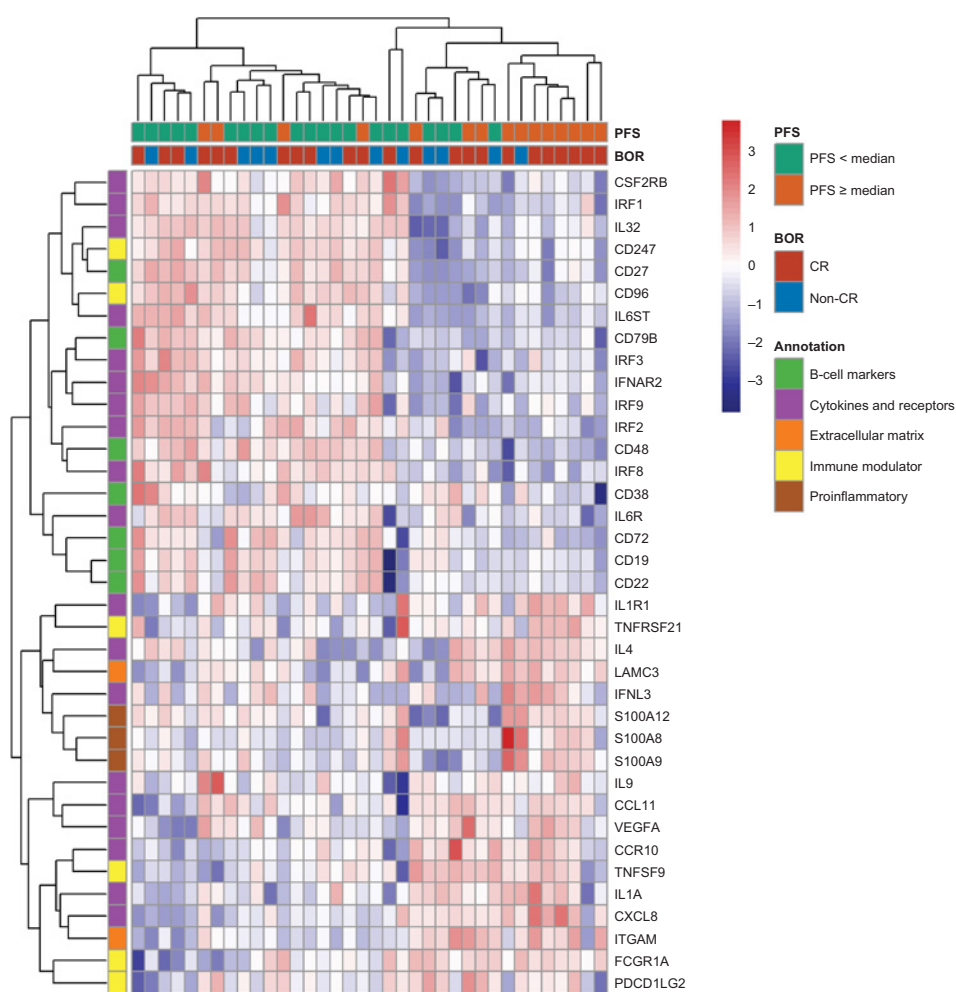 PFS
BOR
CSF2RB
IRF1
IL32
CD247
CD27
CD96
IL6ST
CD79B
IRF3
IFNAR2
IRF9
IRF2
CD48
IRF8
CD38
IL6R
CD72
CD19
CD22
IL1R1
TNFRSF21
IL4
LAMC3
IFNL3
S100A12
S100A8
S100A9
IL9
CCL11
VEGFA
CCR10
TNFSF9
IL1A
CXCL8
ITGAM
FCGR1A
PDCD1LG2
3
2
1
0
–1
–2
–3
PFS
PFS < median
PFS ≥ median
BOR
CR
Non-CR
Annotation
B-cell markers
Cytokines and receptors
Extracellular matrix
Immune modulator
Proinflammatory